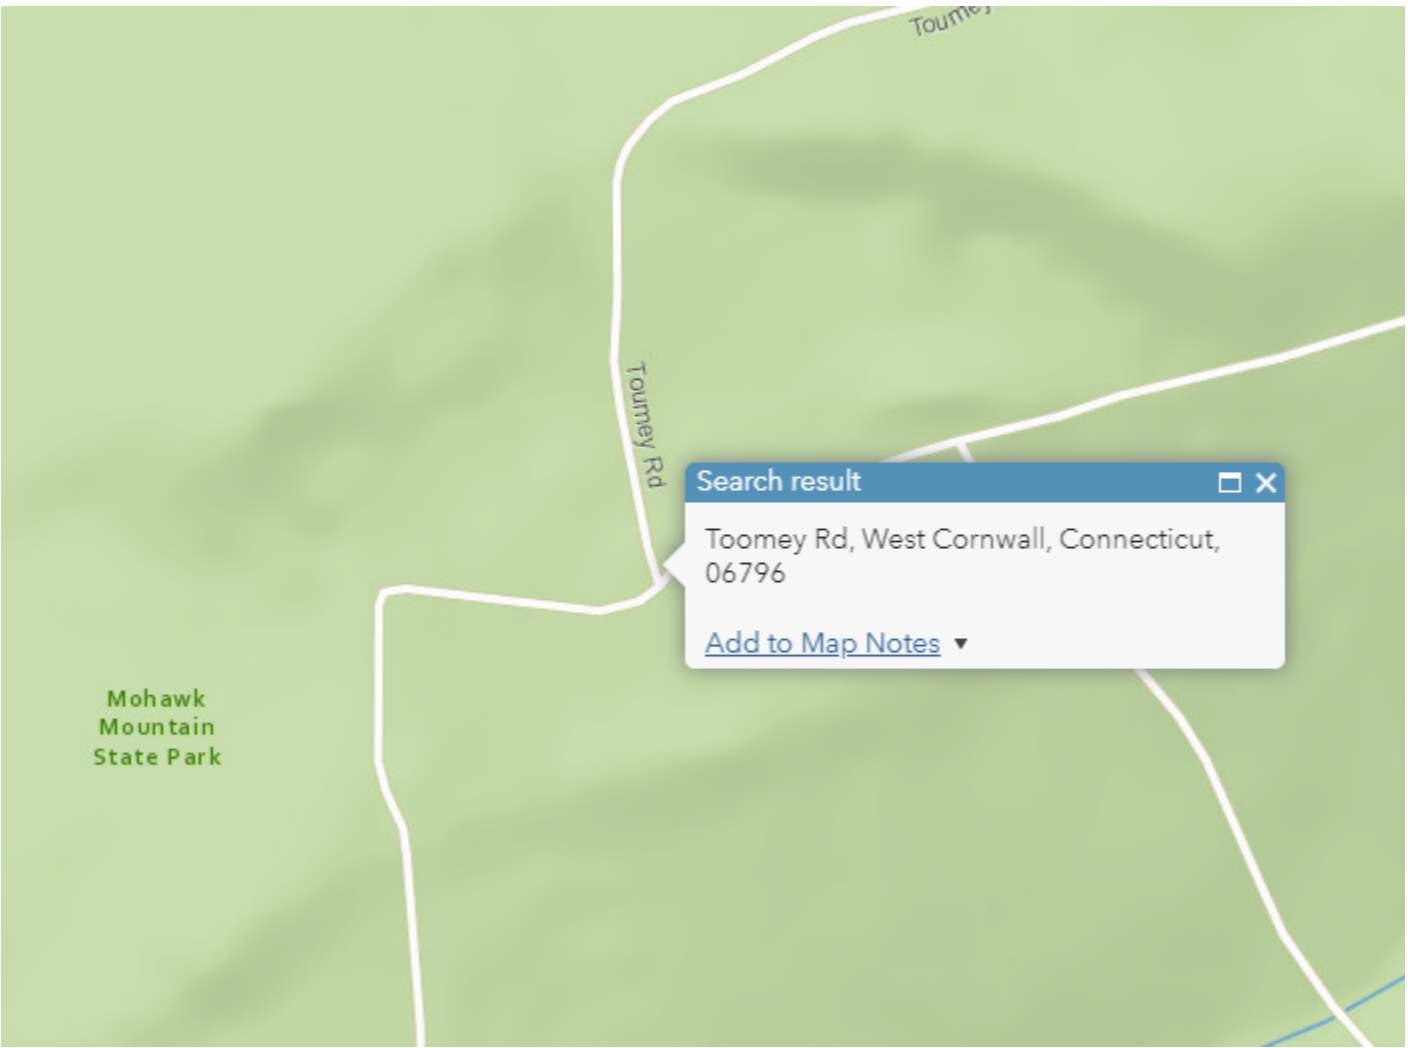 Toumey
Toumey Rd
Search result
Toomey Rd, West Cornwall, Connecticut,
06796
Add to Map Notes
Mohawk
Mountain
State Park